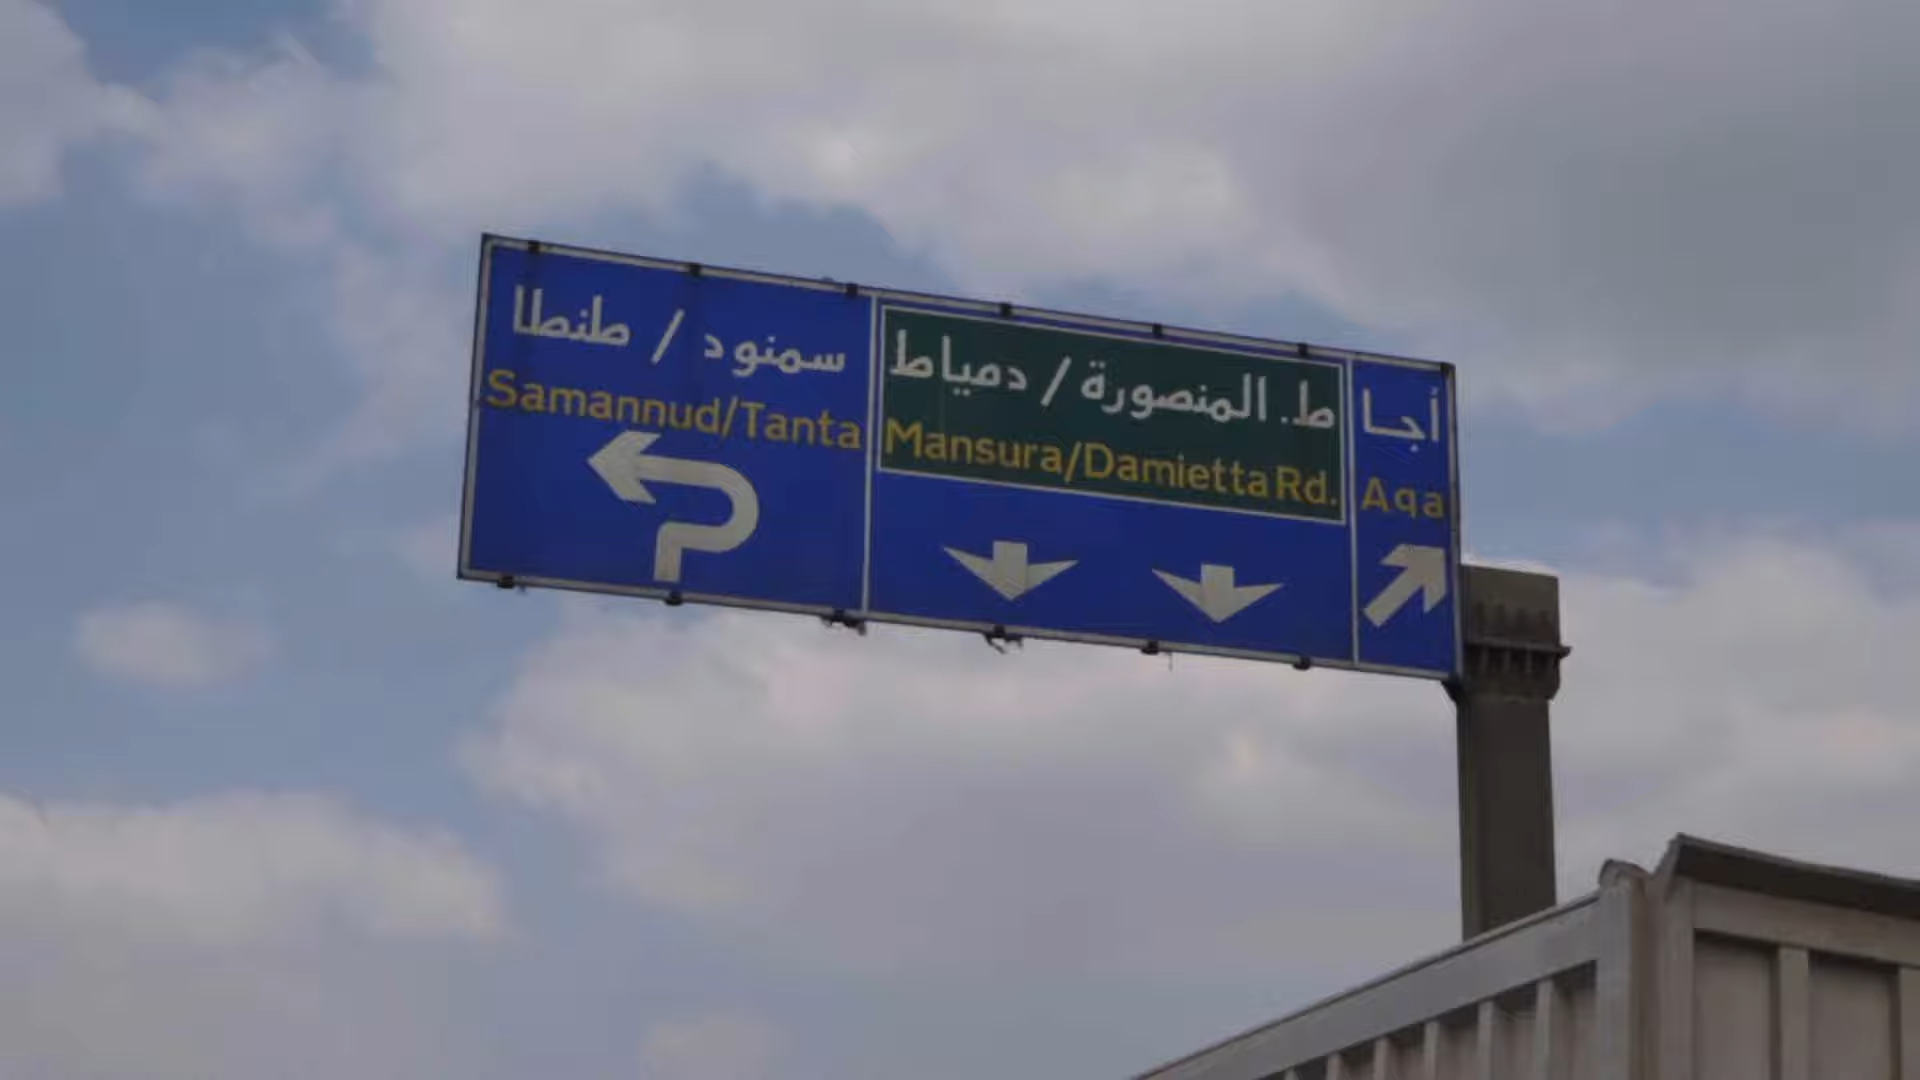 سمنود / طنطا
Samannud/Tanta
ط. المنصورة / دمياط
Mansura/Damietta Rd.
أجا
Aqa